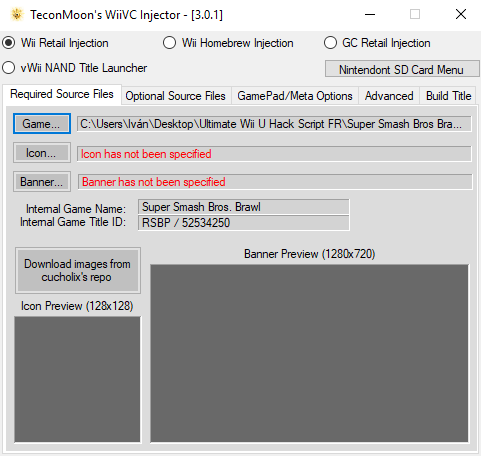 TeconMoon's WiiVC Injector - [3.0.1]
Wii Retail Injection Wii Homebrew Injection GC Retail Injection
vWii NAND Title Launcher Nintendont SD Card Menu
Required Source Files Optional Source Files GamePad/Meta Options Advanced Build Title
Game... C:\Users\Iván\Desktop\Ultimate Wii U Hack Script FR\Super Smash Bros Bra...
Icon... Icon has not been specified
Banner... Banner has not been specified
Internal Game Name: Super Smash Bros. Brawl
Internal Game Title ID: RSBP / 52534250
Download images from
cucholix's repo
Banner Preview (1280x720)
Icon Preview (128x128)